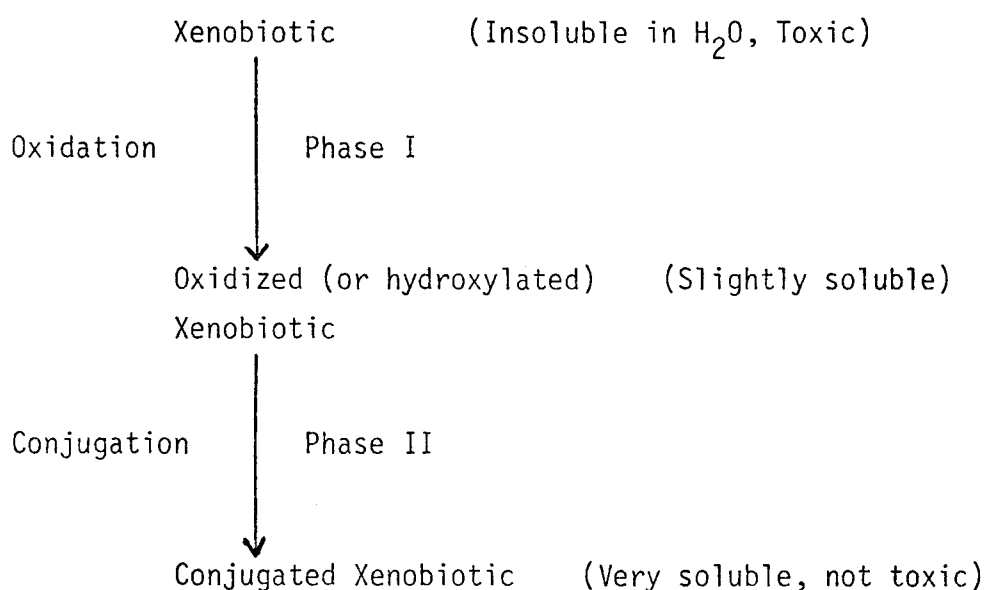 Xenobiotic (Insoluble in H₂O, Toxic)
Oxidation Phase I
Oxidized (or hydroxylated) (Slightly soluble)
Xenobiotic
Conjugation Phase II
Conjugated Xenobiotic (Very soluble, not toxic)